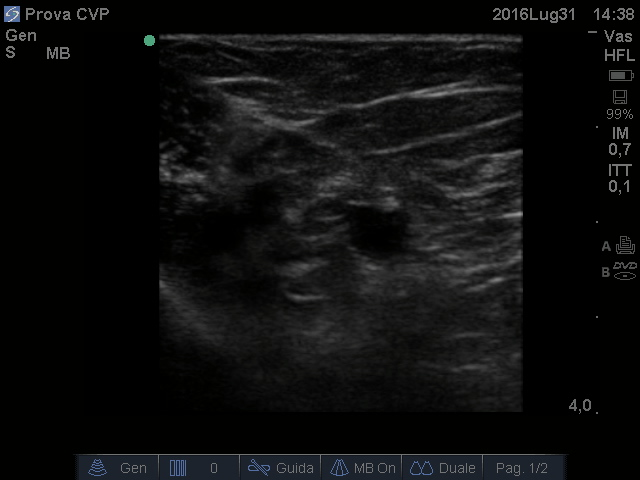 Prova CVP
2016Lug31 14:38
Gen
S MB
Vas
HFL
99%
IM
0,7
ITT
0,1
A
B DVD
4,0
Gen 0 Guida MB On Duale Pag. 1/2